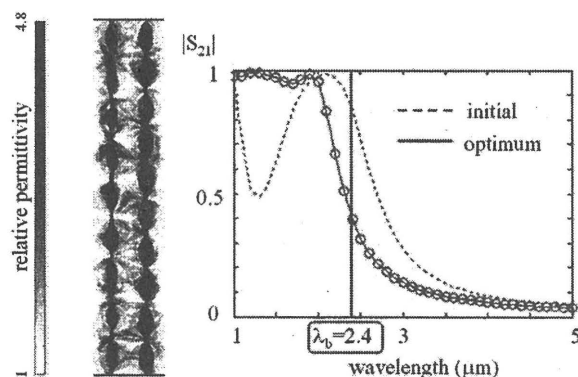 4.8
relative permittivity
1
|S21|
1
0.5
0
initial
optimum
1
λb=2.4
3
4
5
wavelength (μm)